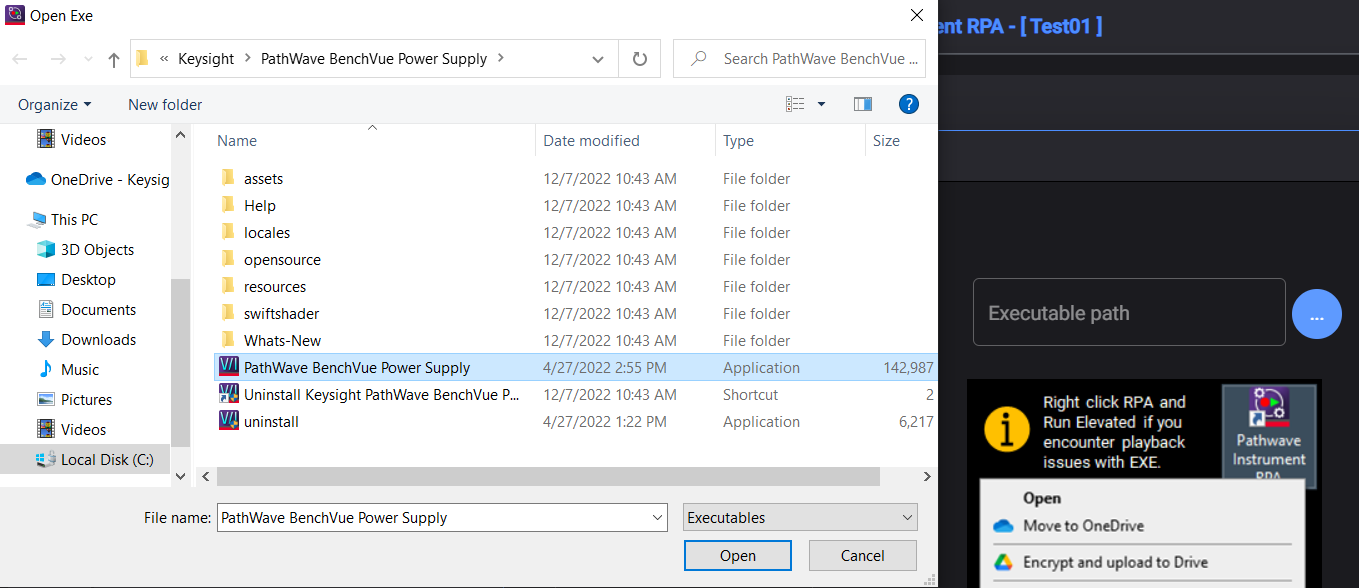 Open Exe
« Keysight > PathWave BenchVue Power Supply >
Search PathWave BenchVue ...
Organize
New folder
?
Videos
OneDrive - Keysig
This PC
3D Objects
Desktop
Documents
Downloads
Music
Pictures
Videos
Local Disk (C:)
Name Date modified Type Size
assets 12/7/2022 10:43 AM File folder
Help 12/7/2022 10:43 AM File folder
locales 12/7/2022 10:43 AM File folder
opensource 12/7/2022 10:43 AM File folder
resources 12/7/2022 10:43 AM File folder
swiftshader 12/7/2022 10:43 AM File folder
Whats-New 12/7/2022 10:43 AM File folder
PathWave BenchVue Power Supply 4/27/2022 2:55 PM Application 142,987
Uninstall Keysight PathWave BenchVue P... 12/7/2022 10:43 AM Shortcut 2
uninstall 4/27/2022 1:22 PM Application 6,217
File name: PathWave BenchVue Power Supply
Executables
Open
Cancel
ent RPA - [ Test01 ]
Executable path
...
i
Right click RPA and
Run Elevated if you
encounter playback
issues with EXE.
Pathwave
Instrument
RPA
Open
Move to OneDrive
Encrypt and upload to Drive